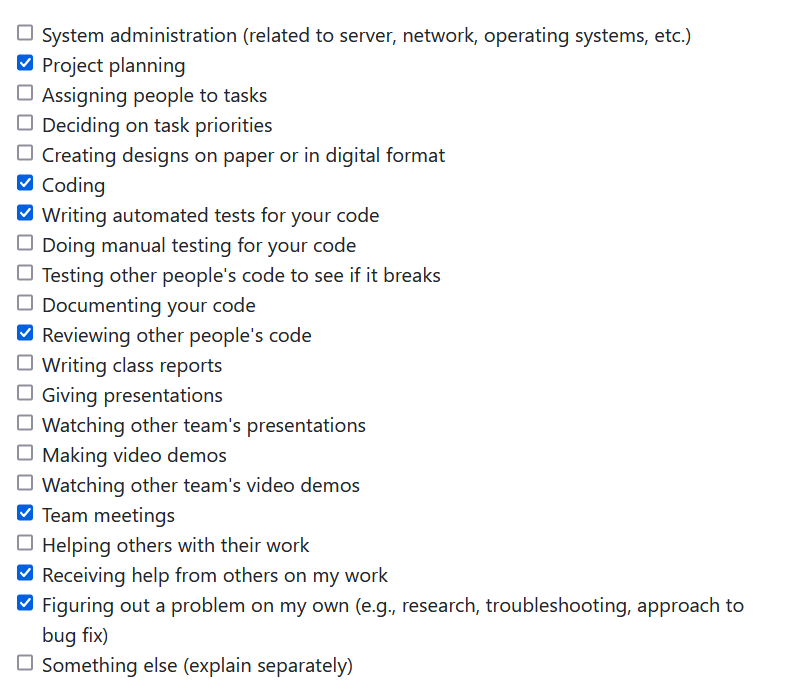 System administration (related to server, network, operating systems, etc.)
Project planning
Assigning people to tasks
Deciding on task priorities
Creating designs on paper or in digital format
Coding
Writing automated tests for your code
Doing manual testing for your code
Testing other people's code to see if it breaks
Documenting your code
Reviewing other people's code
Writing class reports
Giving presentations
Watching other team's presentations
Making video demos
Watching other team's video demos
Team meetings
Helping others with their work
Receiving help from others on my work
Figuring out a problem on my own (e.g., research, troubleshooting, approach to
bug fix)
Something else (explain separately)